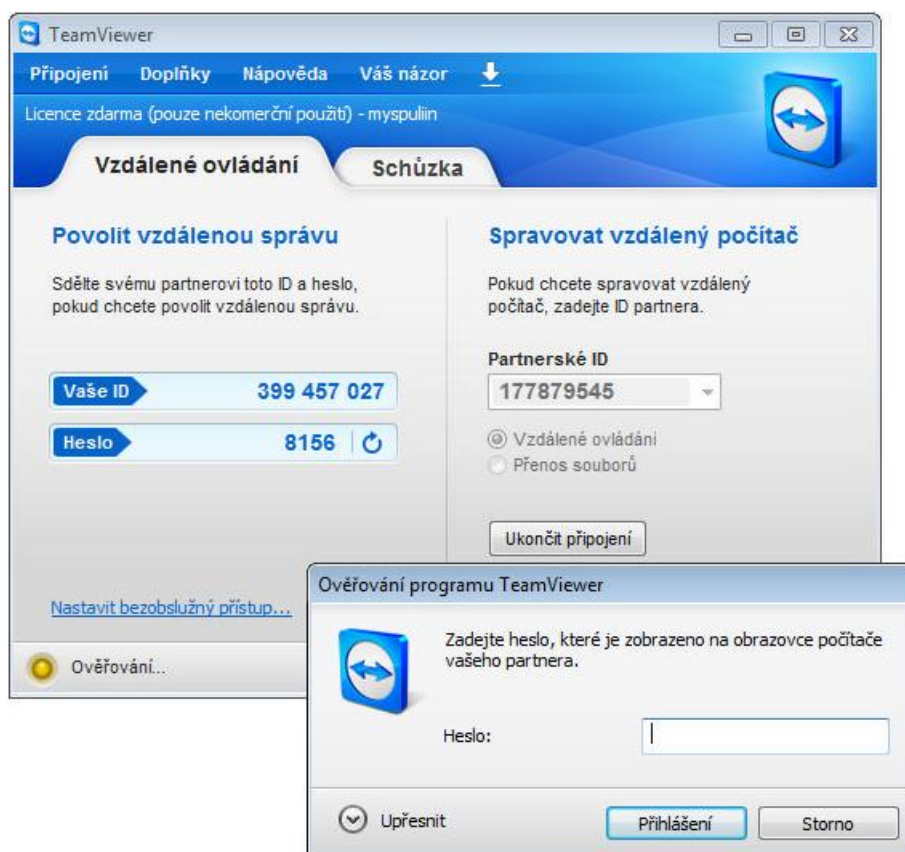 TeamViewer
Připojení Doplňky Nápověda Váš názor
Licence zdarma (pouze nekomerční použití) - myspuliin
Vzdálené ovládání Schůzka
Povolit vzdálenou správu
Sdělte svému partnerovi toto ID a heslo,
pokud chcete povolit vzdálenou správu.
Vaše ID 399 457 027
Heslo 8156
Nastavit bezobslužný přístup...
Ověřování...
Spravovat vzdálený počítač
Pokud chcete spravovat vzdálený
počítač, zadejte ID partnera.
Partnerské ID
177879545
Vzdálené ovládání
Přenos souborů
Ukončit připojení
Ověřování programu TeamViewer
Zadejte heslo, které je zobrazeno na obrazovce počítače
vašeho partnera.
Heslo:
Upřesnit Přihlášení Storno